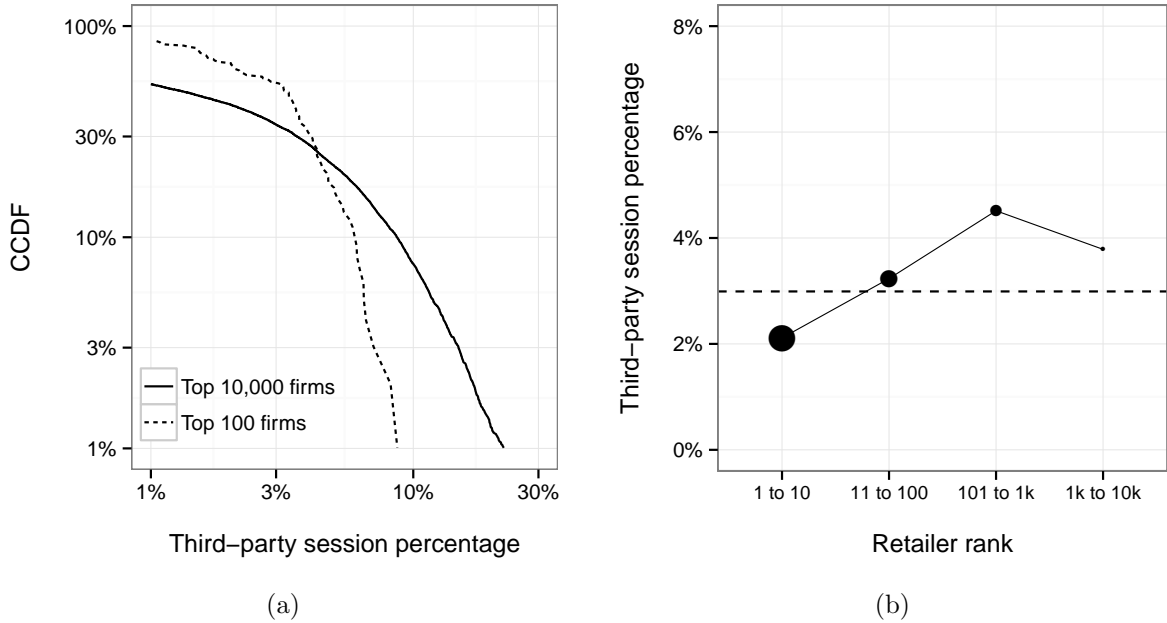 CCDF
100%
30%
10%
3%
1%
Top 10,000 firms
Top 100 firms
1%
3%
10%
30%
Third−party session percentage
(a)
Third−party session percentage
8%
6%
4%
2%
0%
1 to 10
11 to 100
101 to 1k
1k to 10k
Retailer rank
(b)